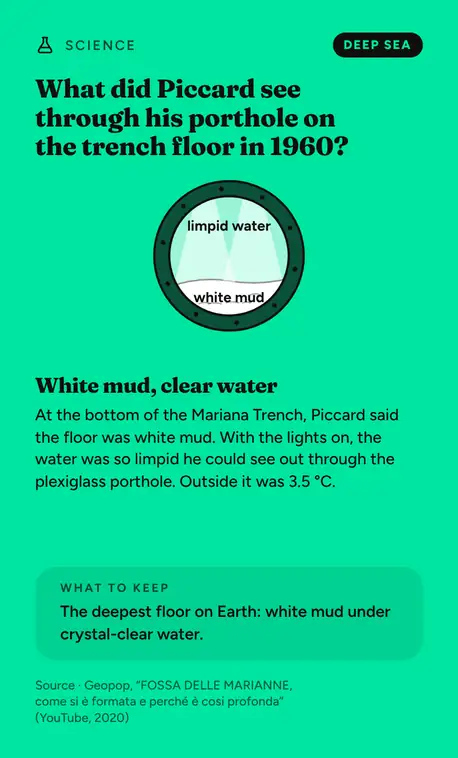 SCIENCE
DEEP SEA
What did Piccard see
through his porthole on
the trench floor in 1960?
limpid water
white mud
White mud, clear water
At the bottom of the Mariana Trench, Piccard said
the floor was white mud. With the lights on, the
water was so limpid he could see out through the
plexiglass porthole. Outside it was 3.5 °C.
WHAT TO KEEP
The deepest floor on Earth: white mud under
crystal-clear water.
Source · Geopop, “FOSSA DELLE MARIANNE,
come si è formata e perché è così profonda”
(YouTube, 2020)